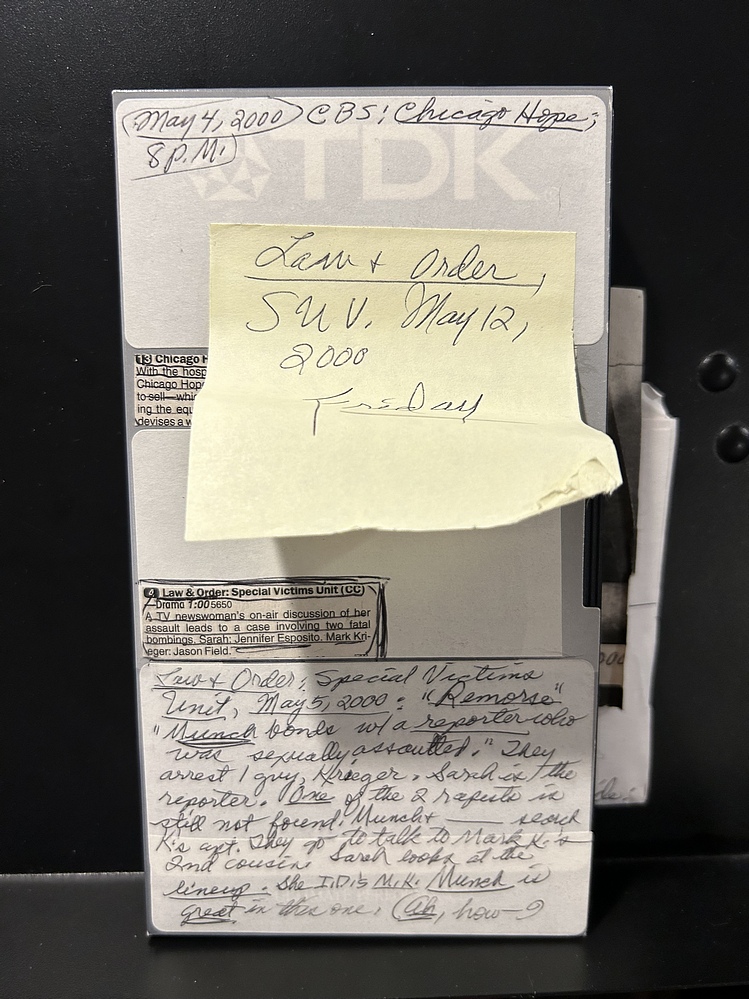 May 4, 2000 CBS: Chicago Hope;
8 P.M.
TDK
Law & Order,
SUV. May 12,
2000
FriDay
13 Chicago H
With the hosp
Chicago Hope
to sell—whic
ing the equ
devises a w
Law & Order: Special Victims Unit (CC)
Drama 1:00 5650
A TV newswoman's on-air discussion of her
assault leads to a case involving two fatal
bombings. Sarah: Jennifer Esposito. Mark Kri-
eger: Jason Field.
Law & Order: Special Victims
Unit, May 5, 2000: "Remorse"
"Munch bonds w/ a reporter who
was sexually assaulted." They
arrest 1 guy, Krieger. Sarah is the
reporter. One of the 2 rapists is
still not found. Munch & ____ search
K's apt. They go to talk to Mark K.'s
2nd cousin. Sarah looks at the
lineup. She I.D.'s M.K. Munch is
great in this one. (Ah, how